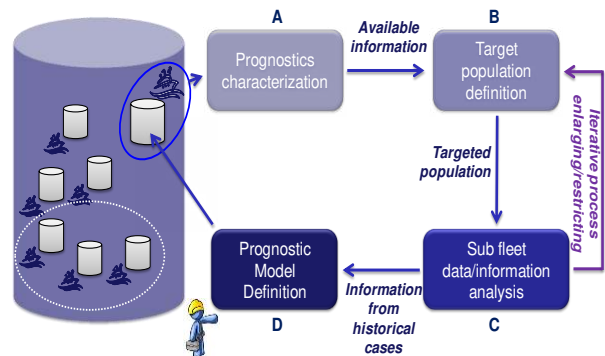 A
Prognostics
characterization
Available
information
B
Target
population
definition
Iterative process
enlarging/restricting
Targeted
population
Prognostic
Model
Definition
D
Information
from
historical
cases
Sub fleet
data/information
analysis
C